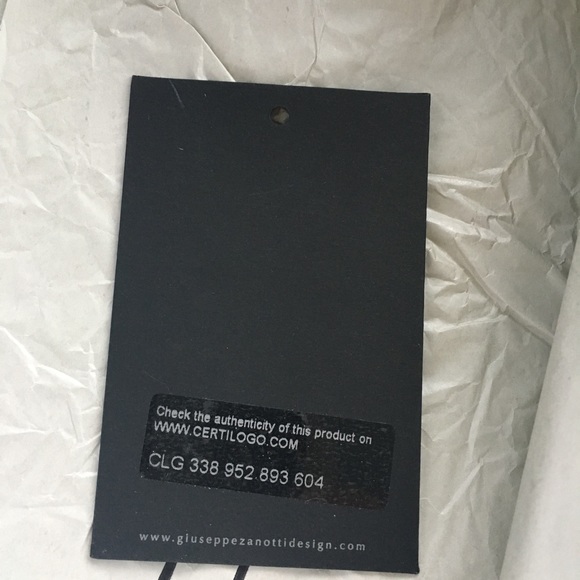 Check the authenticity of this product on
WWW.CERTILOGO.COM
CLG 338 952 893 604
www.giuseppezanottidesign.com